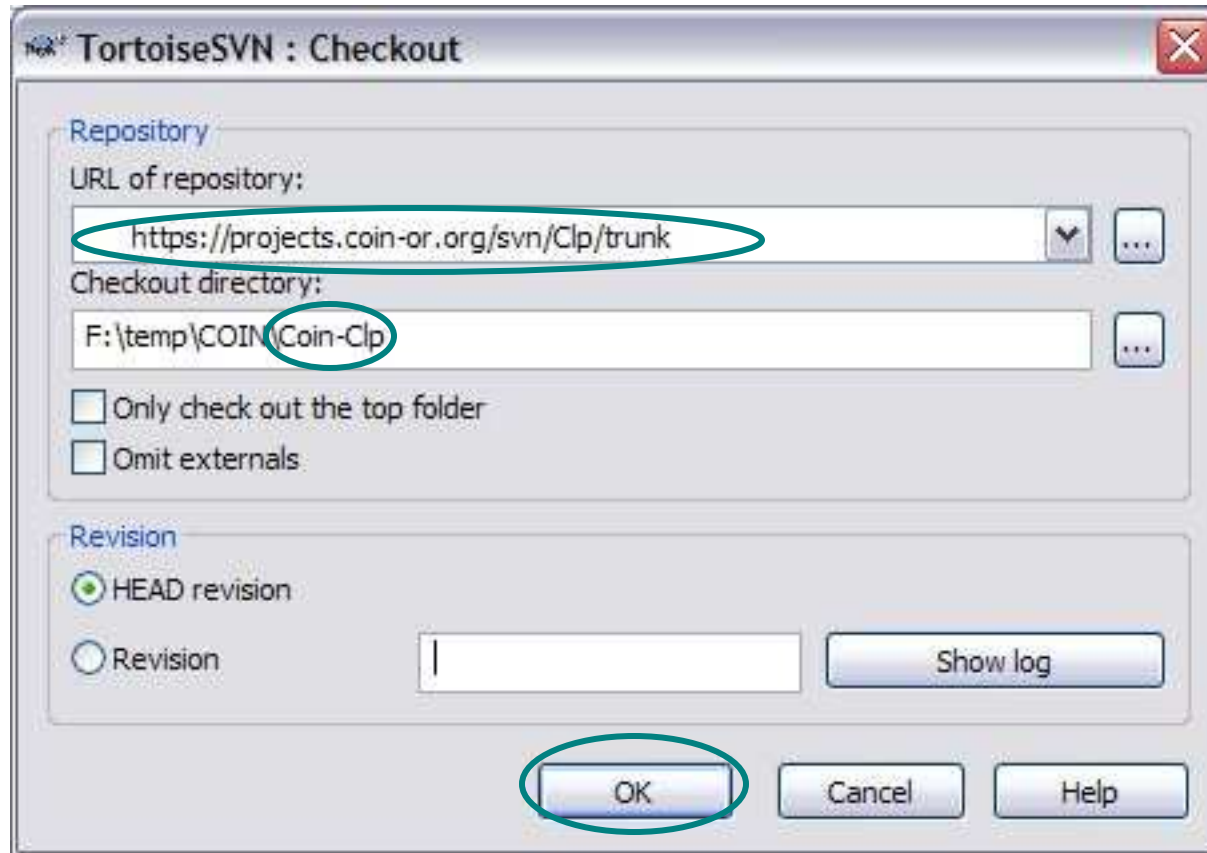 TortoiseSVN : Checkout
Repository
URL of repository:
https://projects.coin-or.org/svn/Clp/trunk
...
Checkout directory:
F:\temp\COIN\Coin-Clp
...
Only check out the top folder
Omit externals
Revision
HEAD revision
Revision
Show log
OK Cancel Help